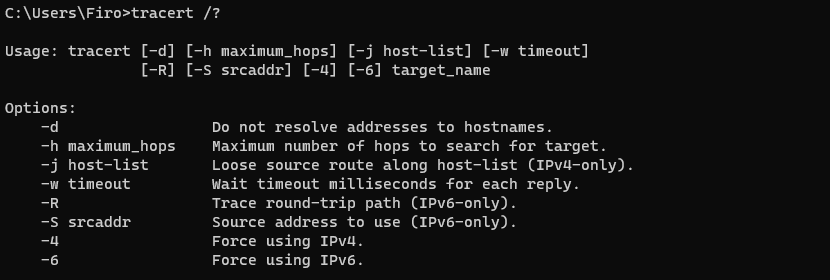 C:\Users\Firo>tracert /?
Usage: tracert [-d] [-h maximum_hops] [-j host-list] [-w timeout]
               [-R] [-S srcaddr] [-4] [-6] target_name
Options:
    -d                 Do not resolve addresses to hostnames.
    -h maximum_hops    Maximum number of hops to search for target.
    -j host-list       Loose source route along host-list (IPv4-only).
    -w timeout         Wait timeout milliseconds for each reply.
    -R                 Trace round-trip path (IPv6-only).
    -S srcaddr         Source address to use (IPv6-only).
    -4                 Force using IPv4.
    -6                 Force using IPv6.